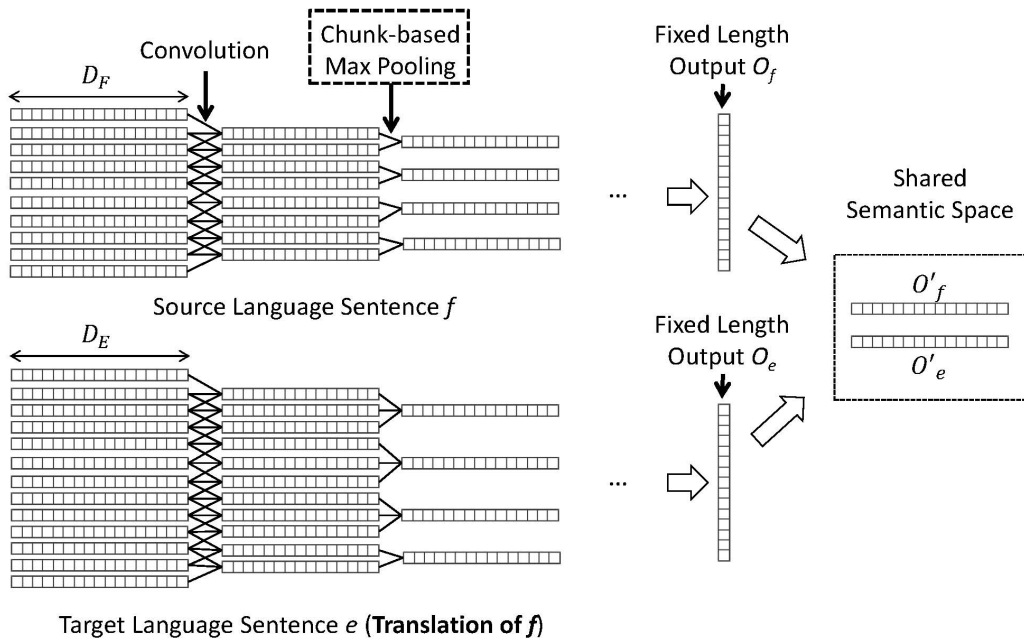 Convolution
Chunk-based
Max Pooling
Fixed Length
Output O_f
D_F
Shared
Semantic Space
...
O'_f
Source Language Sentence f
Fixed Length
Output O_e
D_E
O'_e
...
Target Language Sentence e (Translation of f)